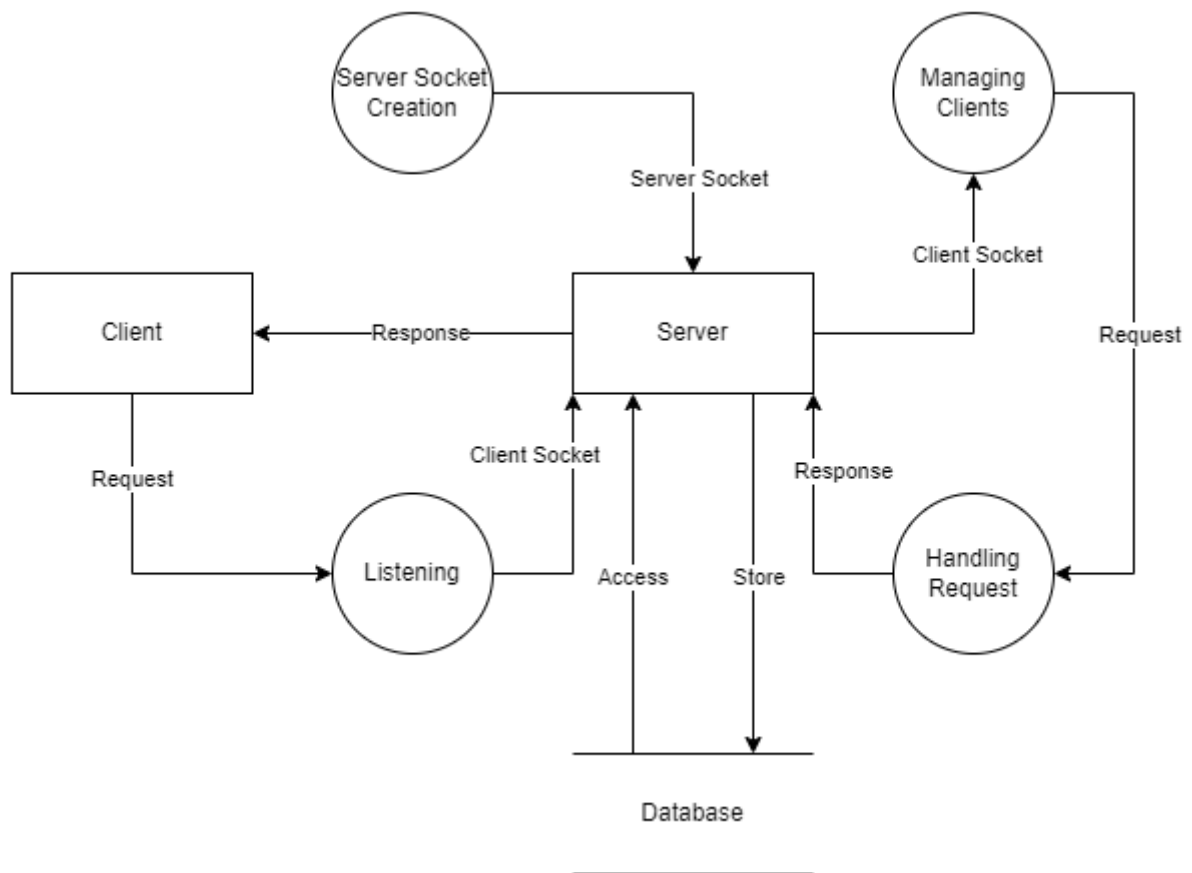 Server Socket
Creation
Managing
Clients
Server Socket
Client Socket
Client
Response
Server
Request
Client Socket
Response
Request
Listening
Access
Store
Handling
Request
Database